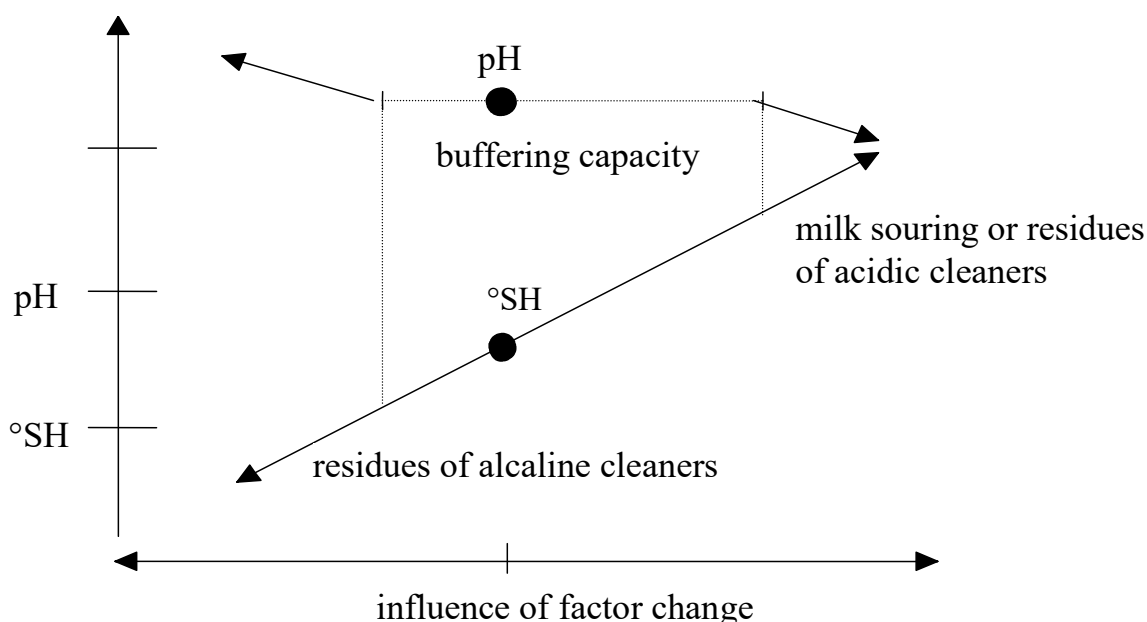 pH
buffering capacity
milk souring or residues
of acidic cleaners
pH
°SH
°SH
residues of alcaline cleaners
influence of factor change